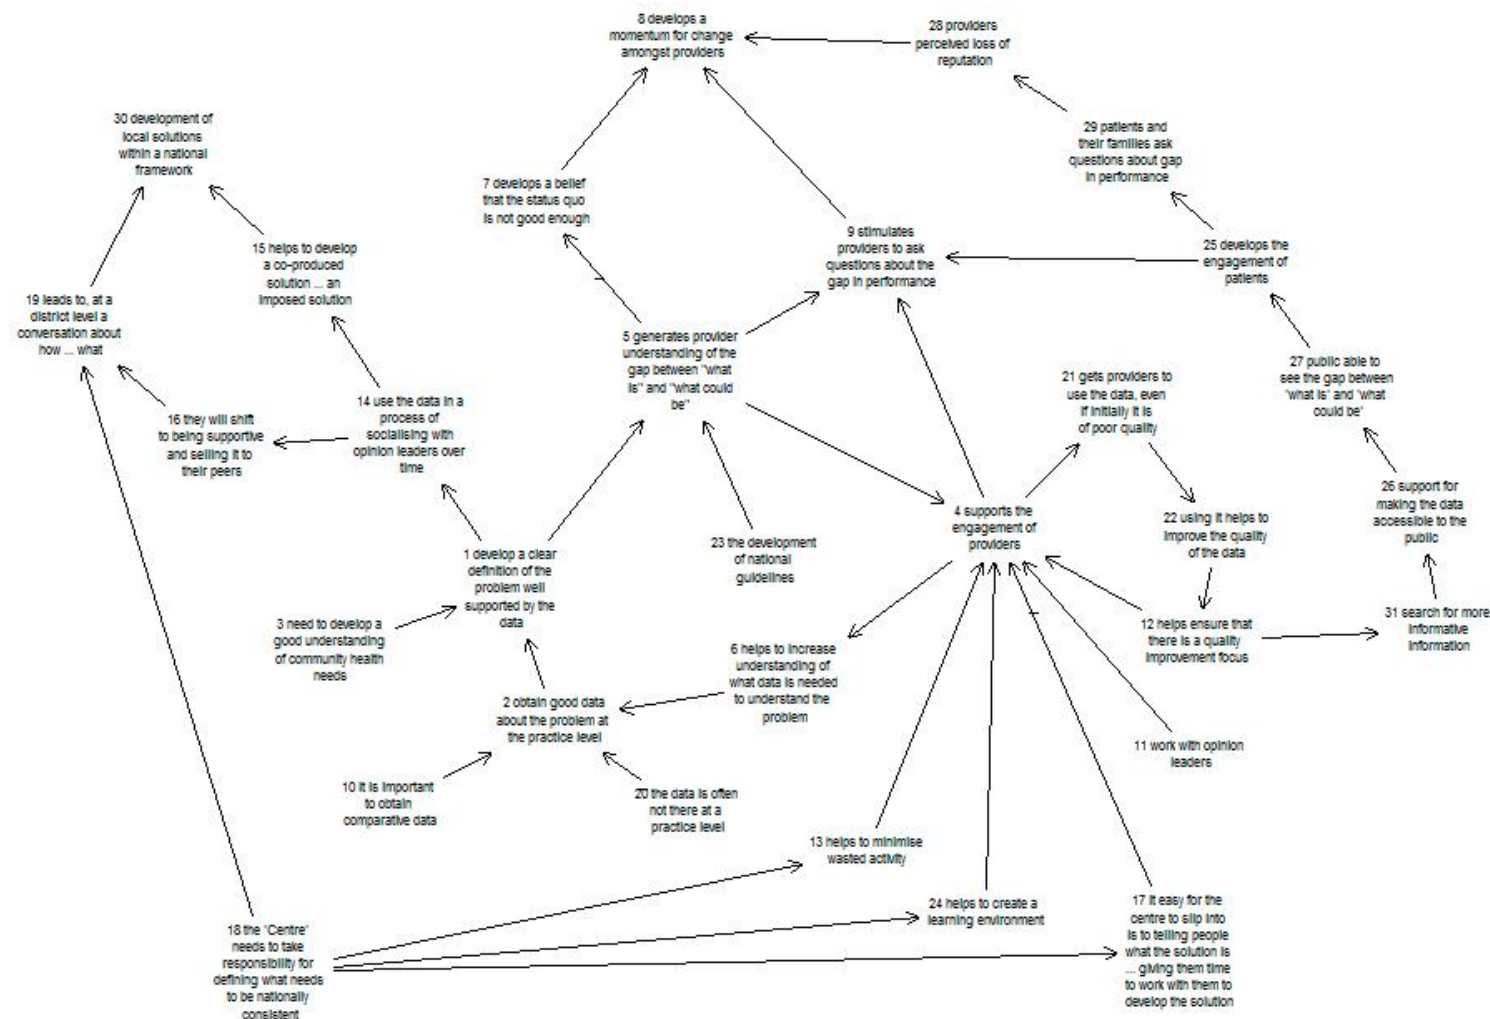 8 develops a
momentum for change
amongst providers
28 providers
perceived loss of
reputation
30 development of
local solutions
within a national
framework
29 patients and
their families ask
questions about gap
in performance
7 develops a belief
that the status quo
is not good enough
9 stimulates
providers to ask
questions about the
gap in performance
25 develops the
engagement of
patients
15 helps to develop
a co-produced
solution ... an
imposed solution
19 leads to, at a
district level a
conversation about
how ... what
5 generates provider
understanding of the
gap between "what
is" and "what could
be"
27 public able to
see the gap between
'what is' and 'what
could be'
21 gets providers to
use the data, even
if initially it is
of poor quality
14 use the data in a
process of
socialising with
opinion leaders over
time
16 they will shift
to being supportive
and selling it to
their peers
26 support for
making the data
accessible to the
public
4 supports the
engagement of
providers
22 using it helps to
improve the quality
of the data
23 the development
of national
guidelines
1 develop a clear
definition of the
problem well
supported by the
data
3 need to develop a
good understanding
of community health
needs
31 search for more
informative
information
12 helps ensure that
there is a quality
improvement focus
6 helps to increase
understanding of
what data is needed
to understand the
problem
2 obtain good data
about the problem at
the practice level
11 work with opinion
leaders
10 it is important
to obtain
comparative data
20 the data is often
not there at a
practice level
13 helps to minimise
wasted activity
24 helps to create a
learning environment
17 it easy for the
centre to slip into
is to telling people
what the solution is
... giving them time
to work with them to
develop the solution
18 the 'Centre'
needs to take
responsibility for
defining what needs
to be nationally
consistent